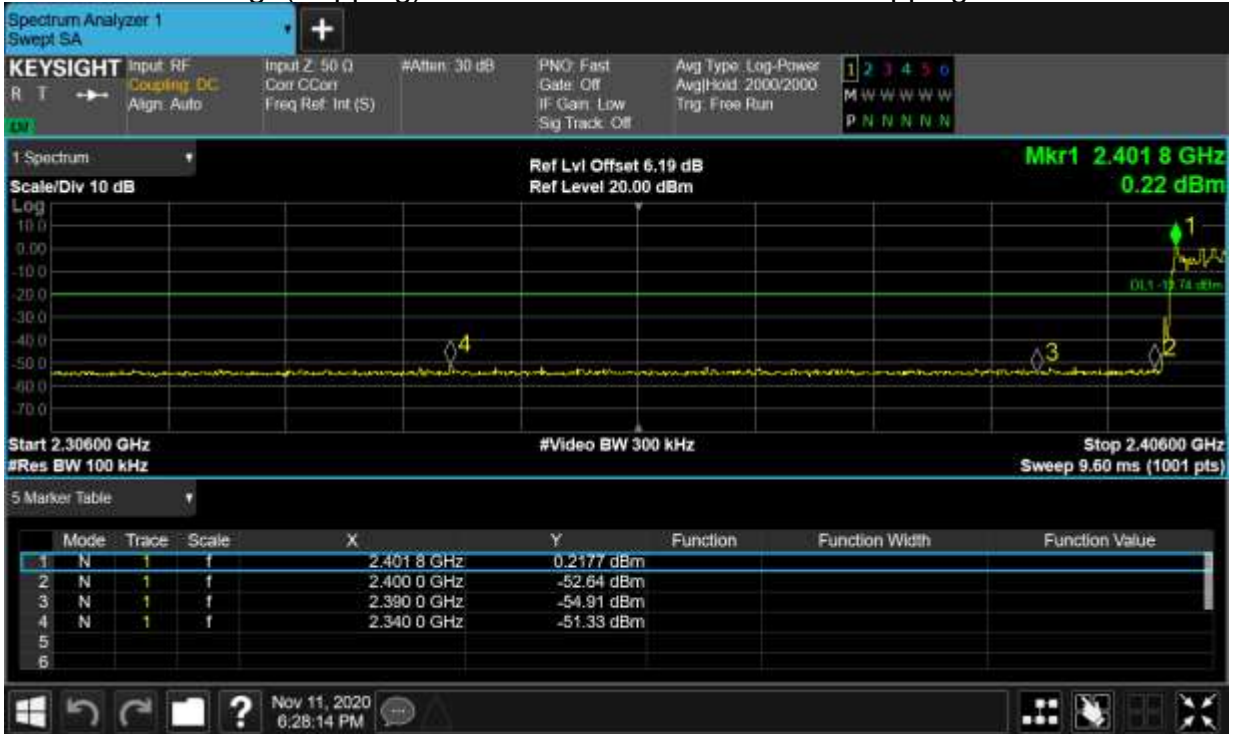 Spectrum Analyzer 1
Swept SA
+
KEYSIGHT Input: RF Input Z: 50 Ω #Atten: 30 dB PNO: Fast Avg Type: Log-Power 1 2 3 4 5 6
R T Coupling: DC Corr CCorr Gate: Off Avg|Hold: 2000/2000 M W W W W W
Align: Auto Freq Ref: Int (S) IF Gain: Low Trig: Free Run P N N N N N
Sig Track: Off
1 Spectrum
Ref Lvl Offset 6.19 dB
Mkr1 2.401 8 GHz
Scale/Div 10 dB
Ref Level 20.00 dBm
0.22 dBm
Log
10.0
0.00
-10.0
-20.0
-30.0
-40.0
-50.0
-60.0
-70.0
1
4
3
2
Start 2.30600 GHz #Video BW 300 kHz Stop 2.40600 GHz
#Res BW 100 kHz Sweep 9.60 ms (1001 pts)
5 Marker Table
Mode Trace Scale X Y Function Function Width Function Value
1 N 1 f 2.401 8 GHz 0.2177 dBm
2 N 1 f 2.400 0 GHz -52.64 dBm
3 N 1 f 2.390 0 GHz -54.91 dBm
4 N 1 f 2.340 0 GHz -51.33 dBm
5
6
?
Nov 11, 2020
6:28:14 PM